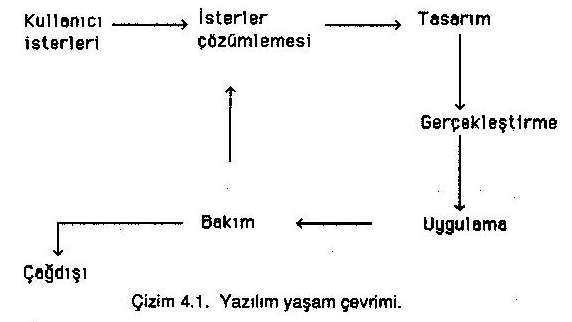 Kullanıcı
isterleri
İsterler
çözümlemesi
Tasarım
Gerçekleştirme
Uygulama
Bakım
Çağdışı
Çizim 4.1. Yazılım yaşam çevrimi.